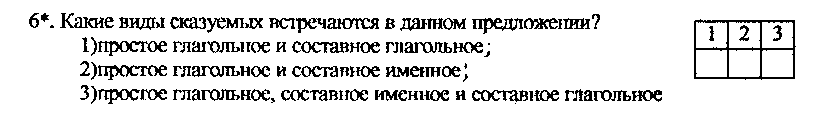 6*. Какие виды сказуемых встречаются в данном предложении?
1)простое глагольное и составное глагольное;
2)простое глагольное и составное именное;
3)простое глагольное, составное именное и составное глагольное
1 2 3